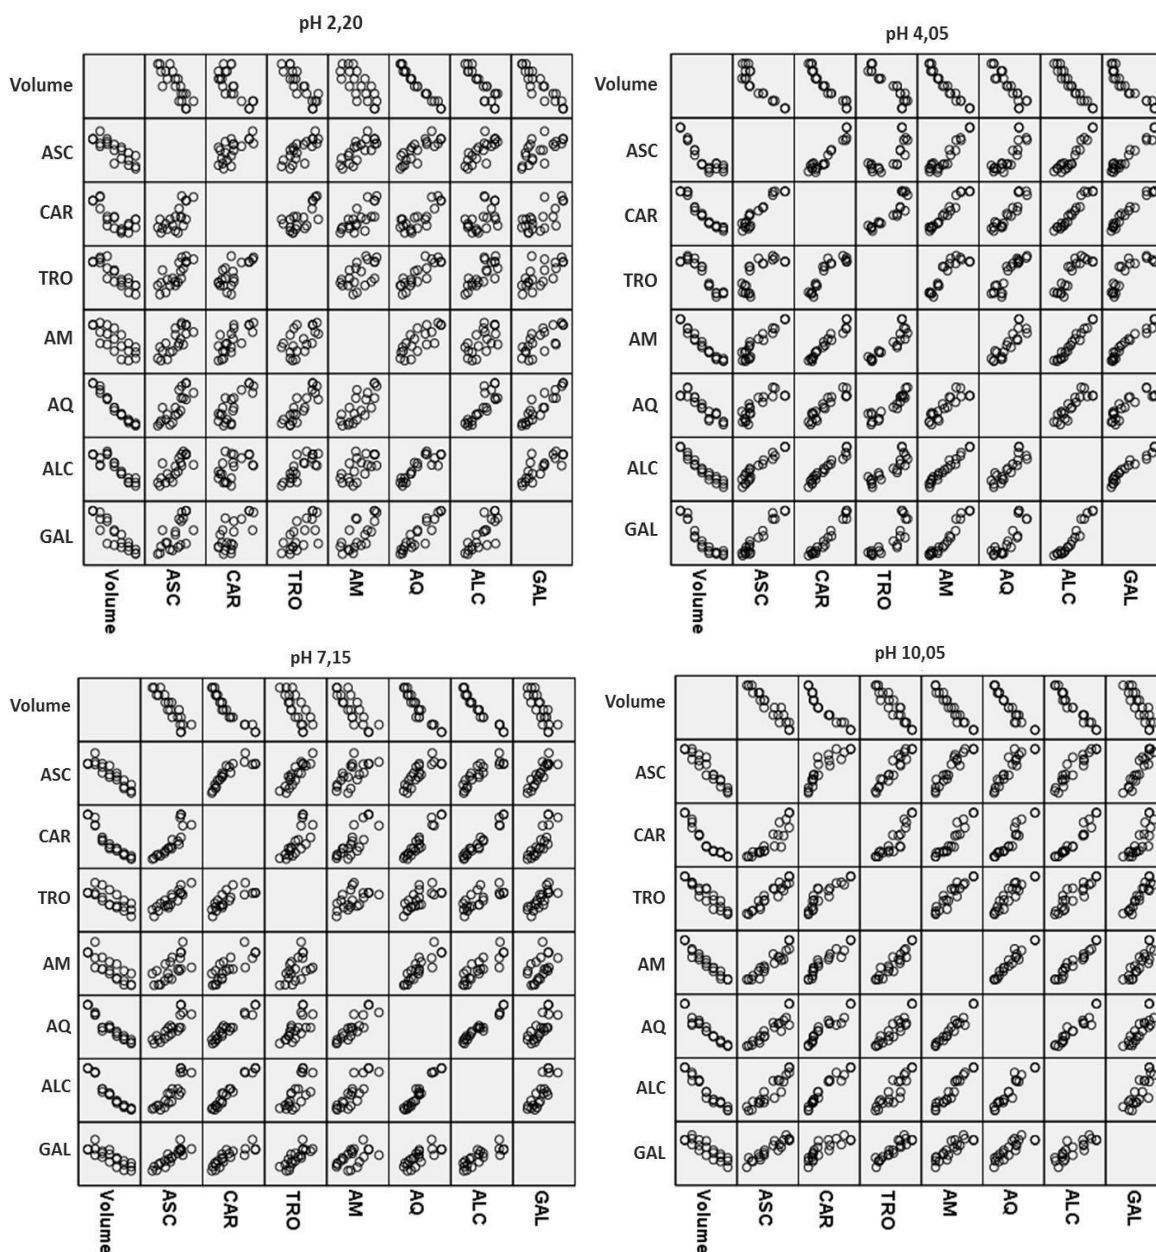 pH 2,20
Volume
ASC
CAR
TRO
AM
AQ
ALC
GAL
Volume
ASC
CAR
TRO
AM
AQ
ALC
GAL
pH 4,05
Volume
ASC
CAR
TRO
AM
AQ
ALC
GAL
Volume
ASC
CAR
TRO
AM
AQ
ALC
GAL
pH 7,15
Volume
ASC
CAR
TRO
AM
AQ
ALC
GAL
Volume
ASC
CAR
TRO
AM
AQ
ALC
GAL
pH 10,05
Volume
ASC
CAR
TRO
AM
AQ
ALC
GAL
Volume
ASC
CAR
TRO
AM
AQ
ALC
GAL